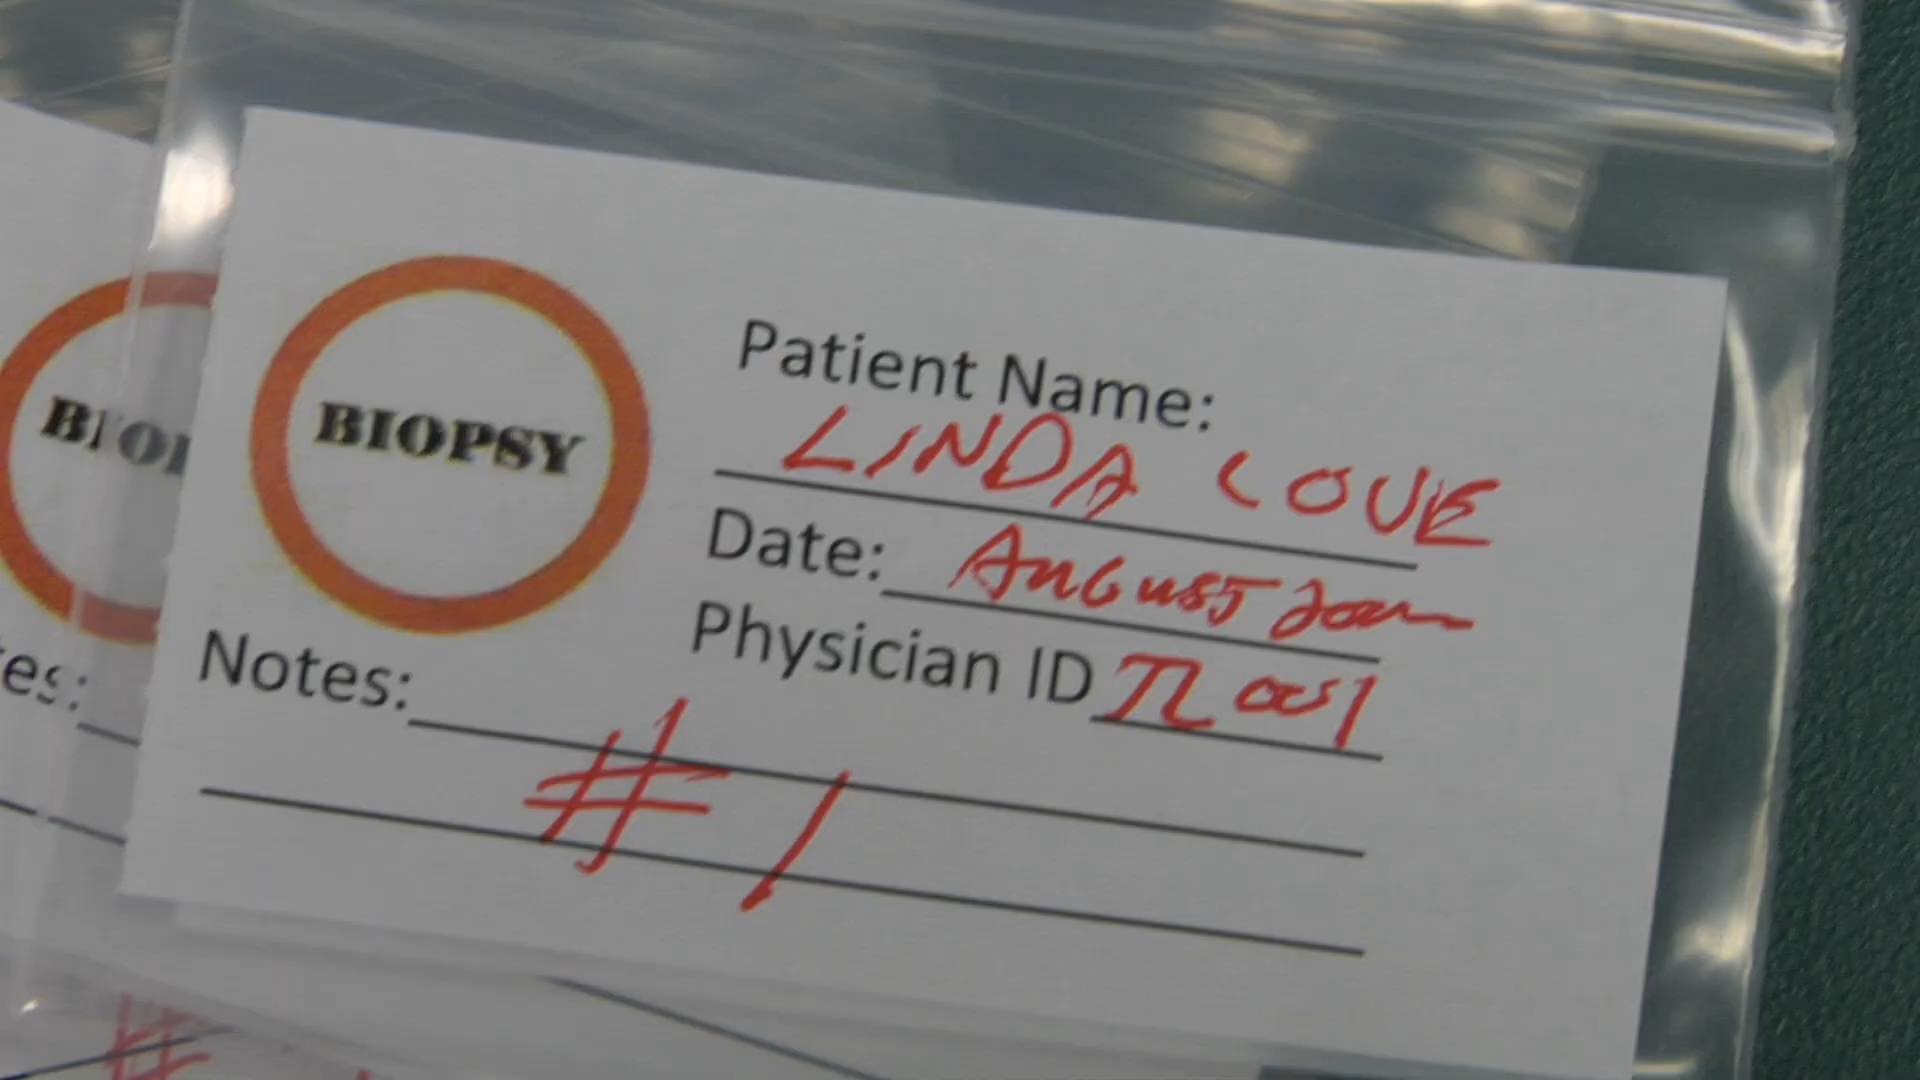 BIOPSY
Patient Name:
LINDA LOVE
Date: AUGUST
Physician ID
Notes:
#1